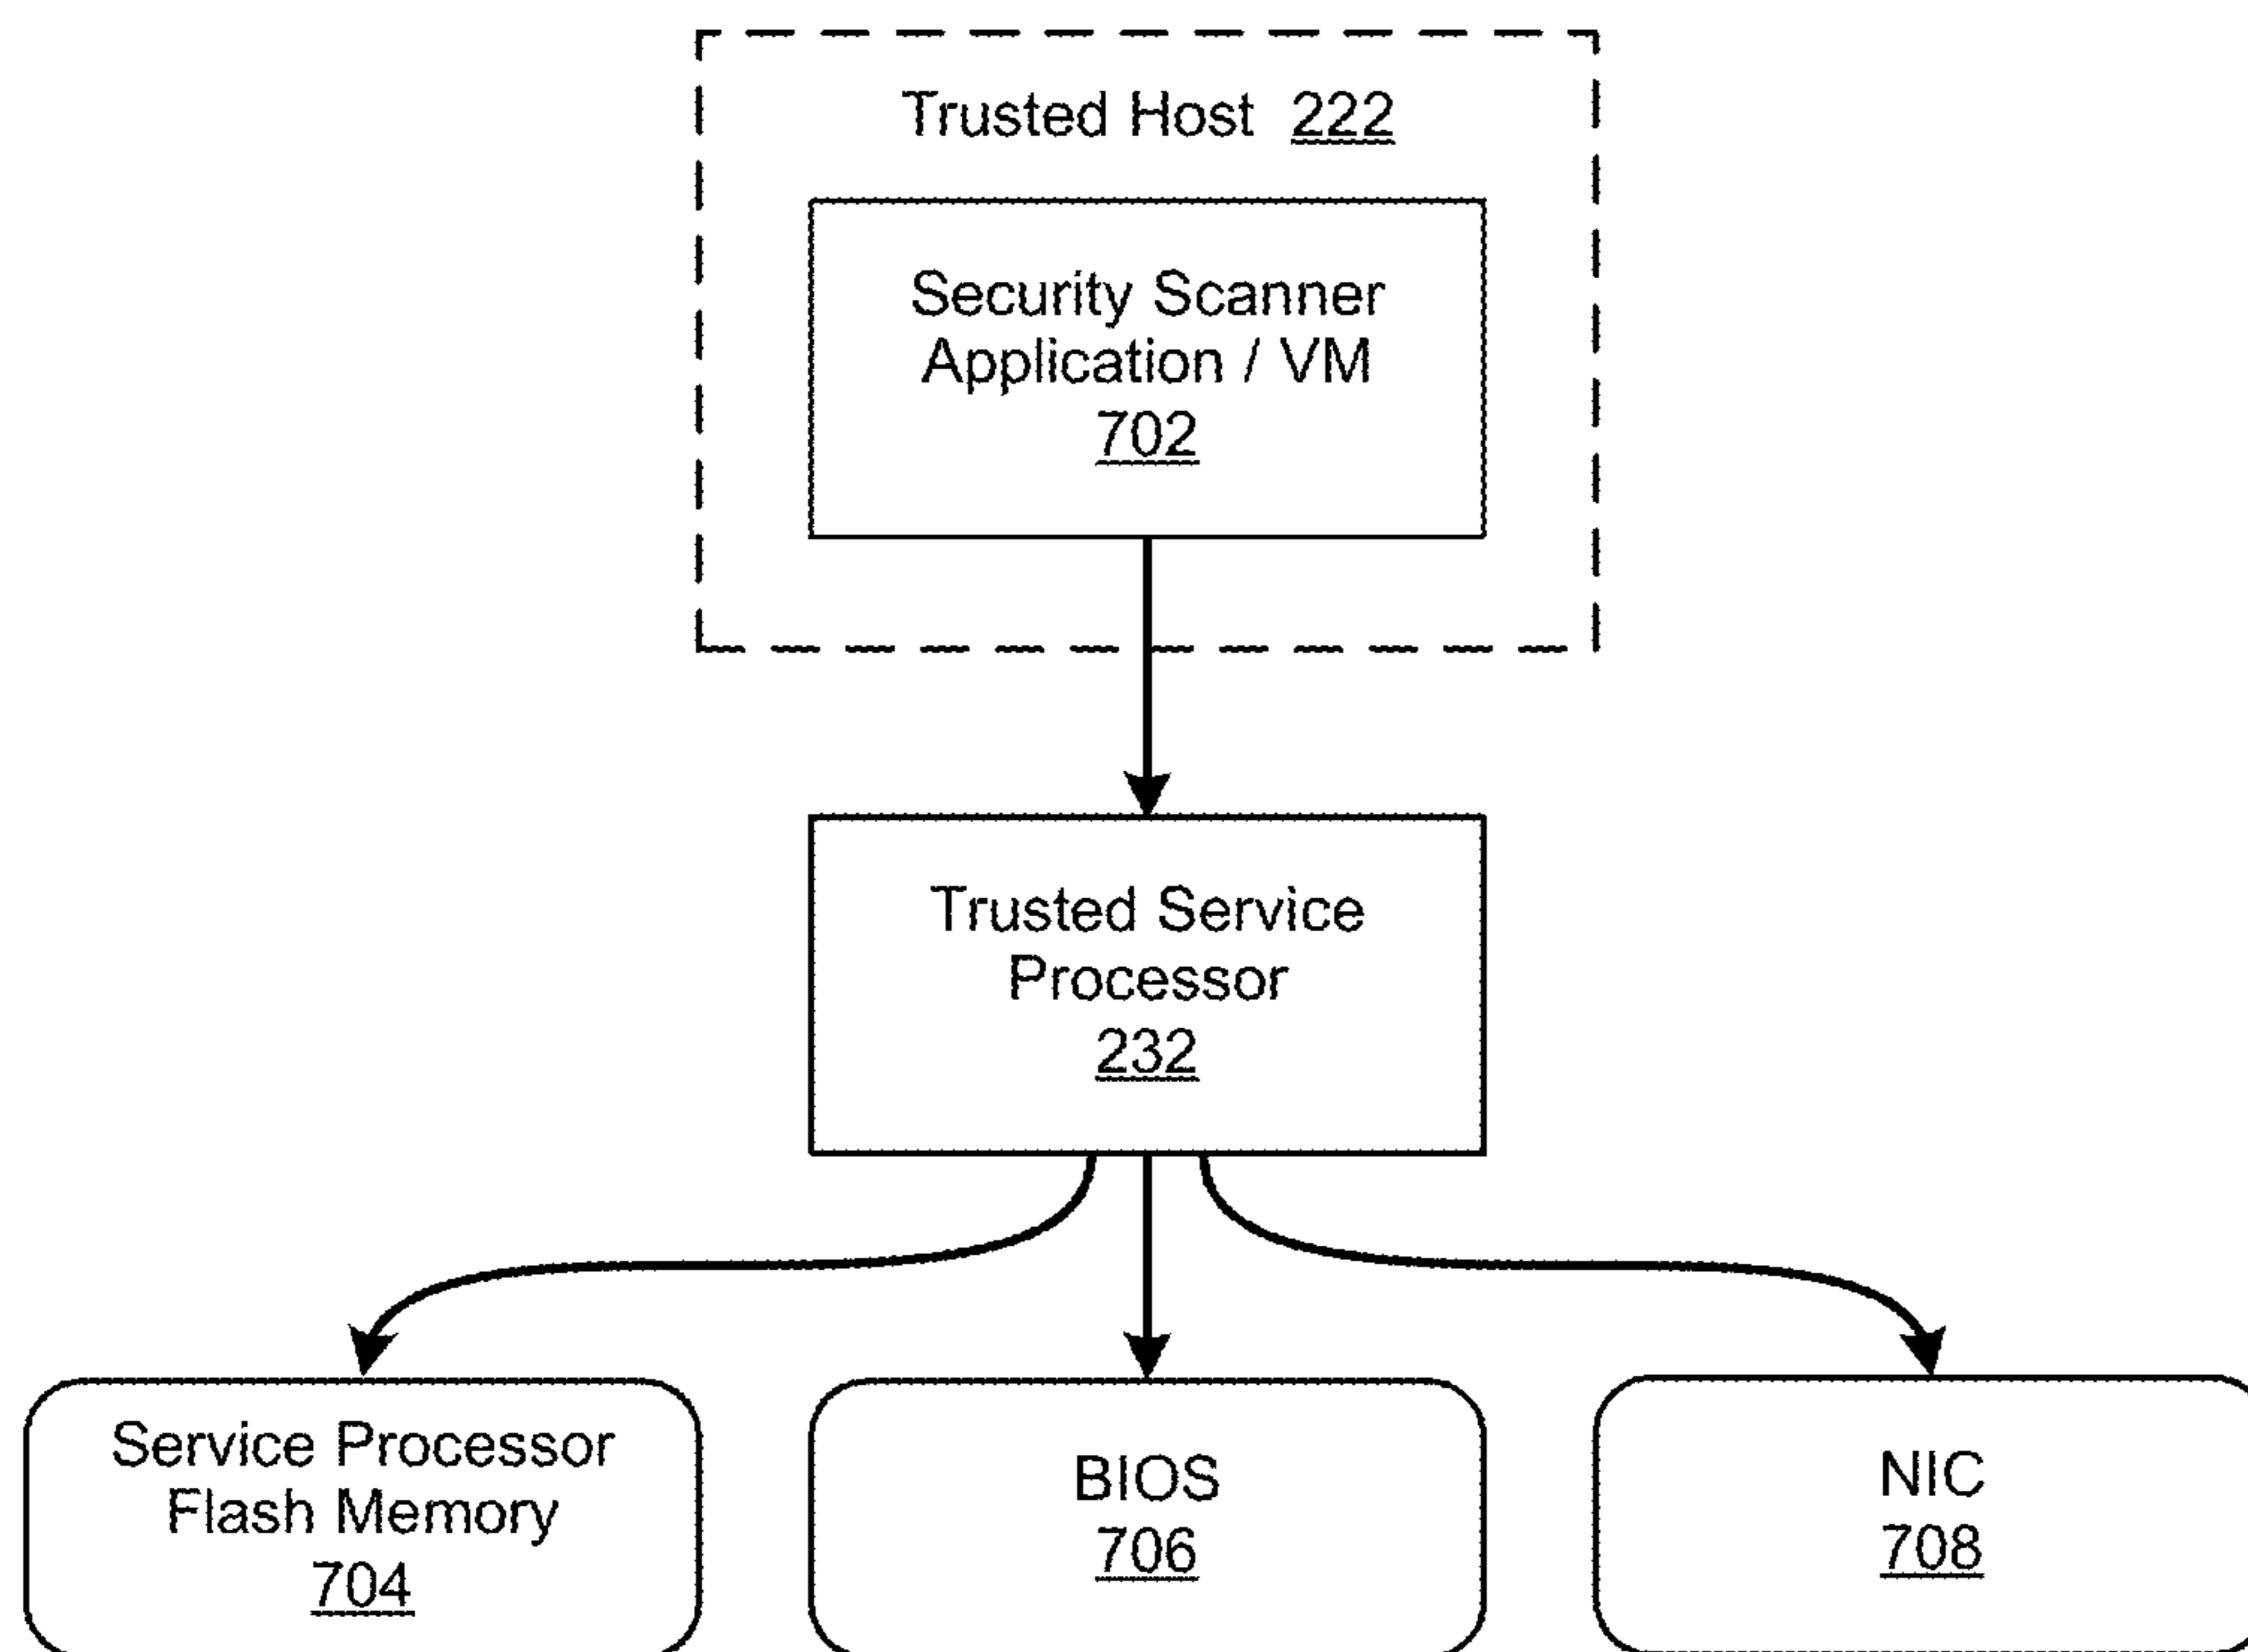 Trusted Host 222
Security Scanner
Application / VM
702
Trusted Service
Processor
232
Service Processor
Flash Memory
704
BIOS
706
NIC
708